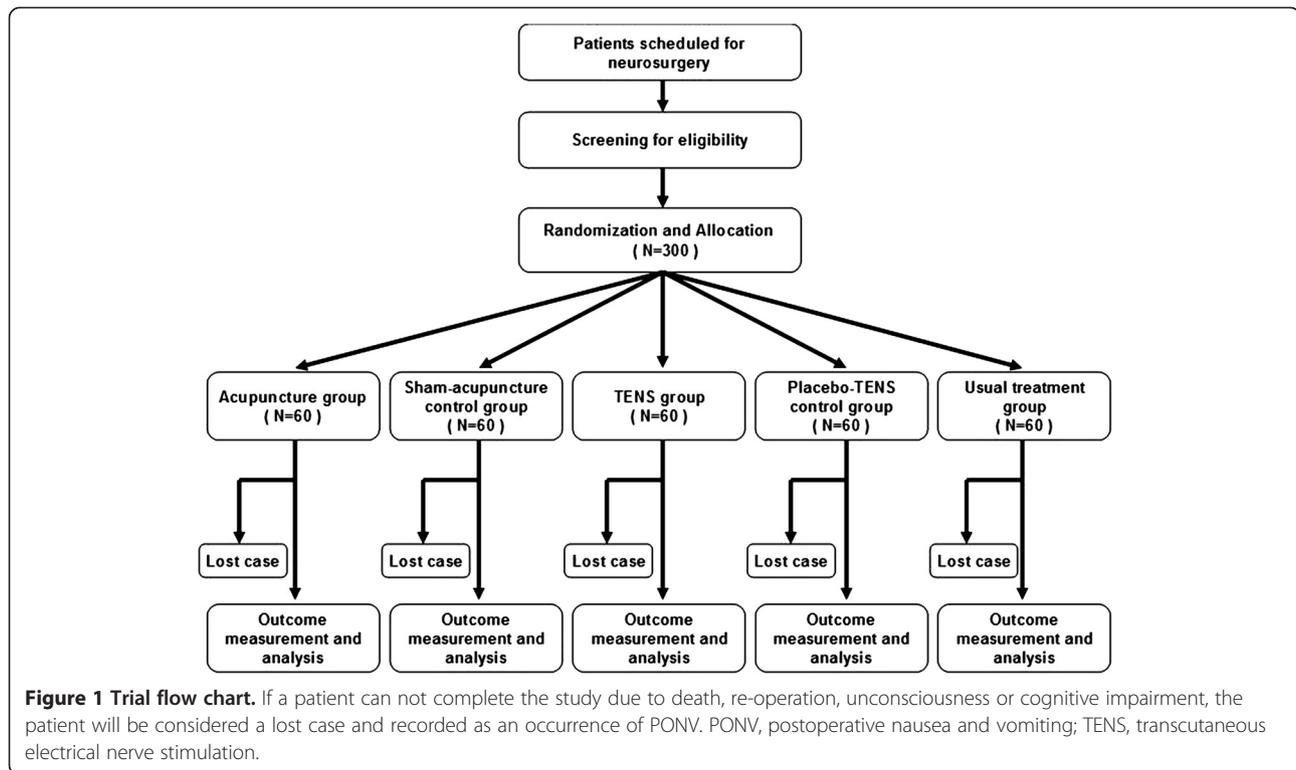 Patients scheduled for
neurosurgery
Screening for eligibility
Randomization and Allocation
( N=300 )
Acupuncture group
( N=60 )
Sham-acupuncture
control group
( N=60 )
TENS group
( N=60 )
Placebo-TENS
control group
( N=60 )
Usual treatment
group
( N=60 )
Lost case
Lost case
Lost case
Lost case
Lost case
Outcome
measurement and
analysis
Outcome
measurement and
analysis
Outcome
measurement and
analysis
Outcome
measurement and
analysis
Outcome
measurement and
analysis
Figure 1 Trial flow chart. If a patient can not complete the study due to death, re-operation, unconsciousness or cognitive impairment, the
patient will be considered a lost case and recorded as an occurrence of PONV. PONV, postoperative nausea and vomiting; TENS, transcutaneous
electrical nerve stimulation.